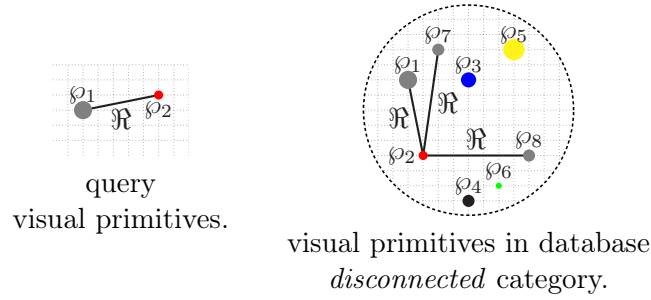 ℘1
ℜ
℘2
query
visual primitives.
℘7
℘5
℘1
℘3
ℜ
ℜ
ℜ
℘2
℘8
℘6
℘4
visual primitives in database
disconnected category.